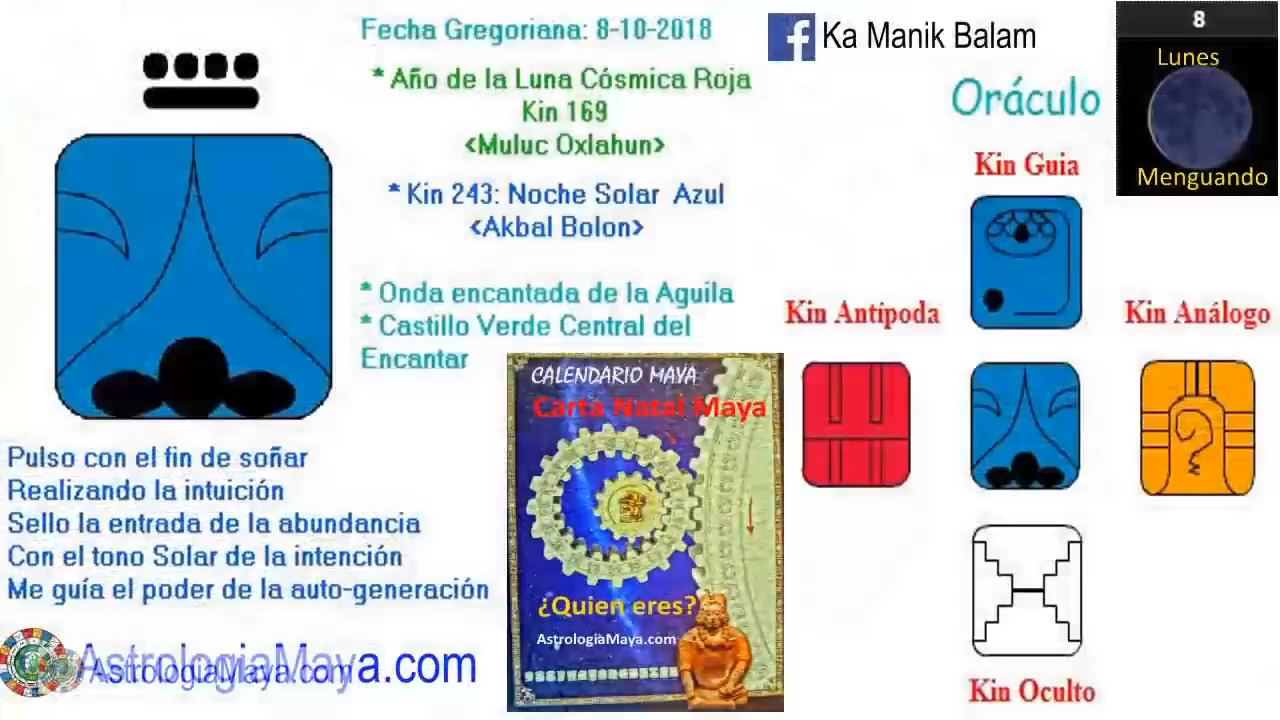 Fecha Gregoriana: 8-10-2018
* Año de la Luna Cósmica Roja
Kin 169
<Muluc Oxlahun>
* Kin 243: Noche Solar Azul
<Akbal Bolon>
* Onda encantada de la Aguila
* Castillo Verde Central del
Encantar
Pulso con el fin de soñar
Realizando la intuición
Sello la entrada de la abundancia
Con el tono Solar de la intención
Me guía el poder de la auto-generación
AstrologiaMaya.com
AstrologiaMaya.com
CALENDARIO MAYA
Carta Natal Maya
¿Quien eres?
AstrologiaMaya.com
f Ka Manik Balam
8
Lunes
Menguando
Oráculo
Kin Guia
Kin Antípoda
Kin Análogo
Kin Oculto